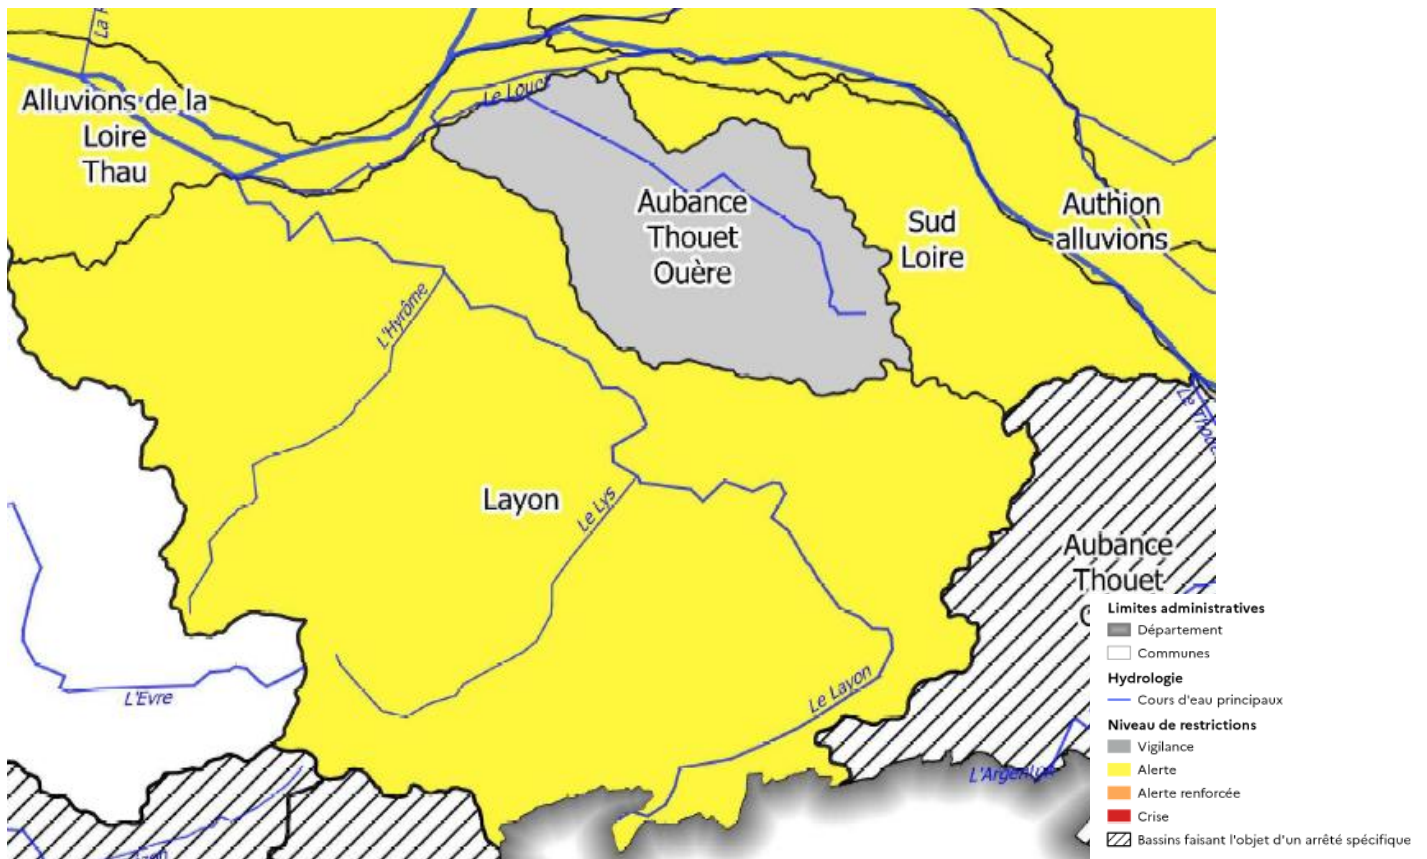 Alluvions de la
Loire
Thau
Le Louet
Aubance
Thouet
Ouère
Sud
Loire
Authion
alluvions
L'Hyrôme
Layon
Le Lys
L'Evre
Le Layon
Aubance
Thouet
L'Argenton
Limites administratives
Département
Communes
Hydrologie
Cours d'eau principaux
Niveau de restrictions
Vigilance
Alerte
Alerte renforcée
Crise
Bassins faisant l'objet d'un arrêté spécifique